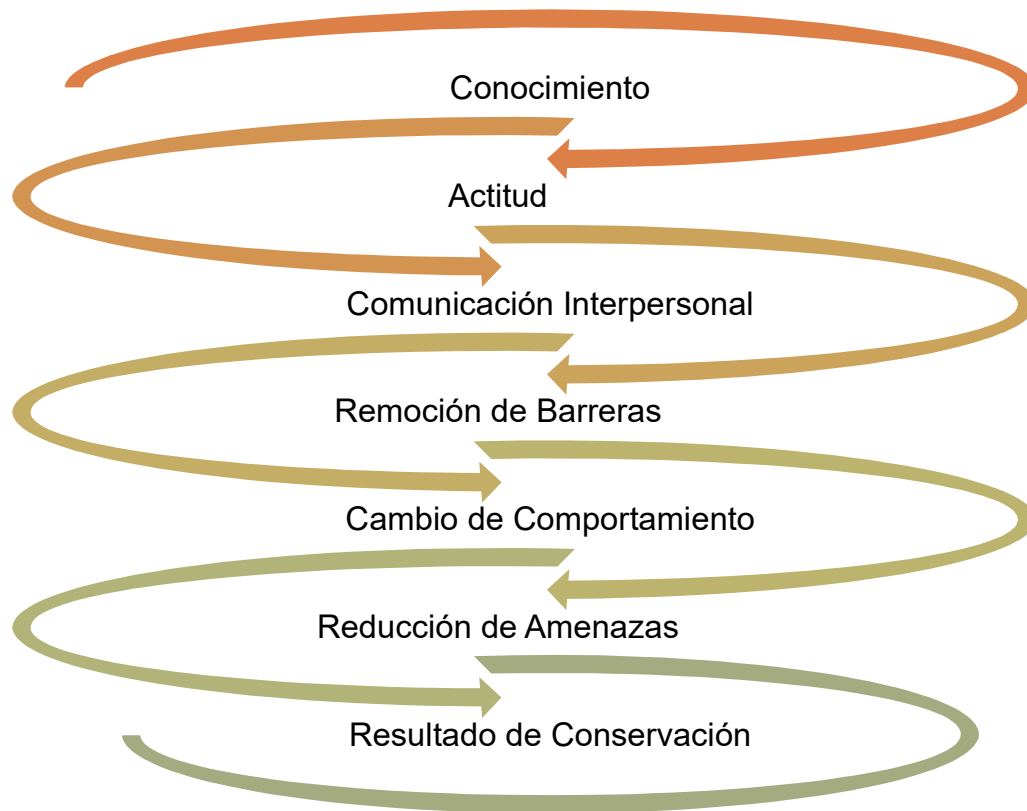 Conocimiento
Actitud
Comunicación Interpersonal
Remoción de Barreras
Cambio de Comportamiento
Reducción de Amenazas
Resultado de Conservación